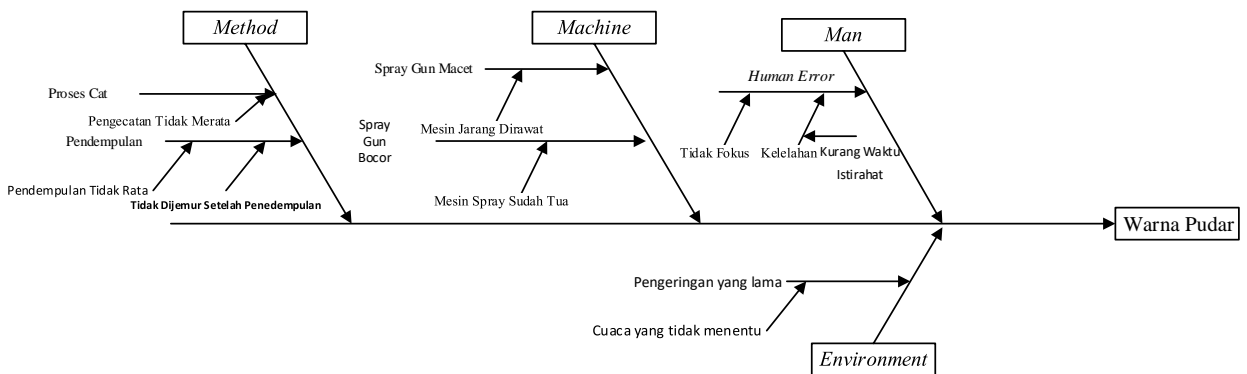 Method
Machine
Man
Spray Gun Macet
Human Error
Proses Cat
Pengecatan Tidak Merata
Spray
Gun
Bocor
Mesin Jarang Dirawat
Pendempulan
Tidak Fokus
Kelelahan
Kurang Waktu
Istirahat
Pendempulan Tidak Rata
Tidak Dijemur Setelah Penedempulan
Mesin Spray Sudah Tua
Warna Pudar
Pengeringan yang lama
Cuaca yang tidak menentu
Environment